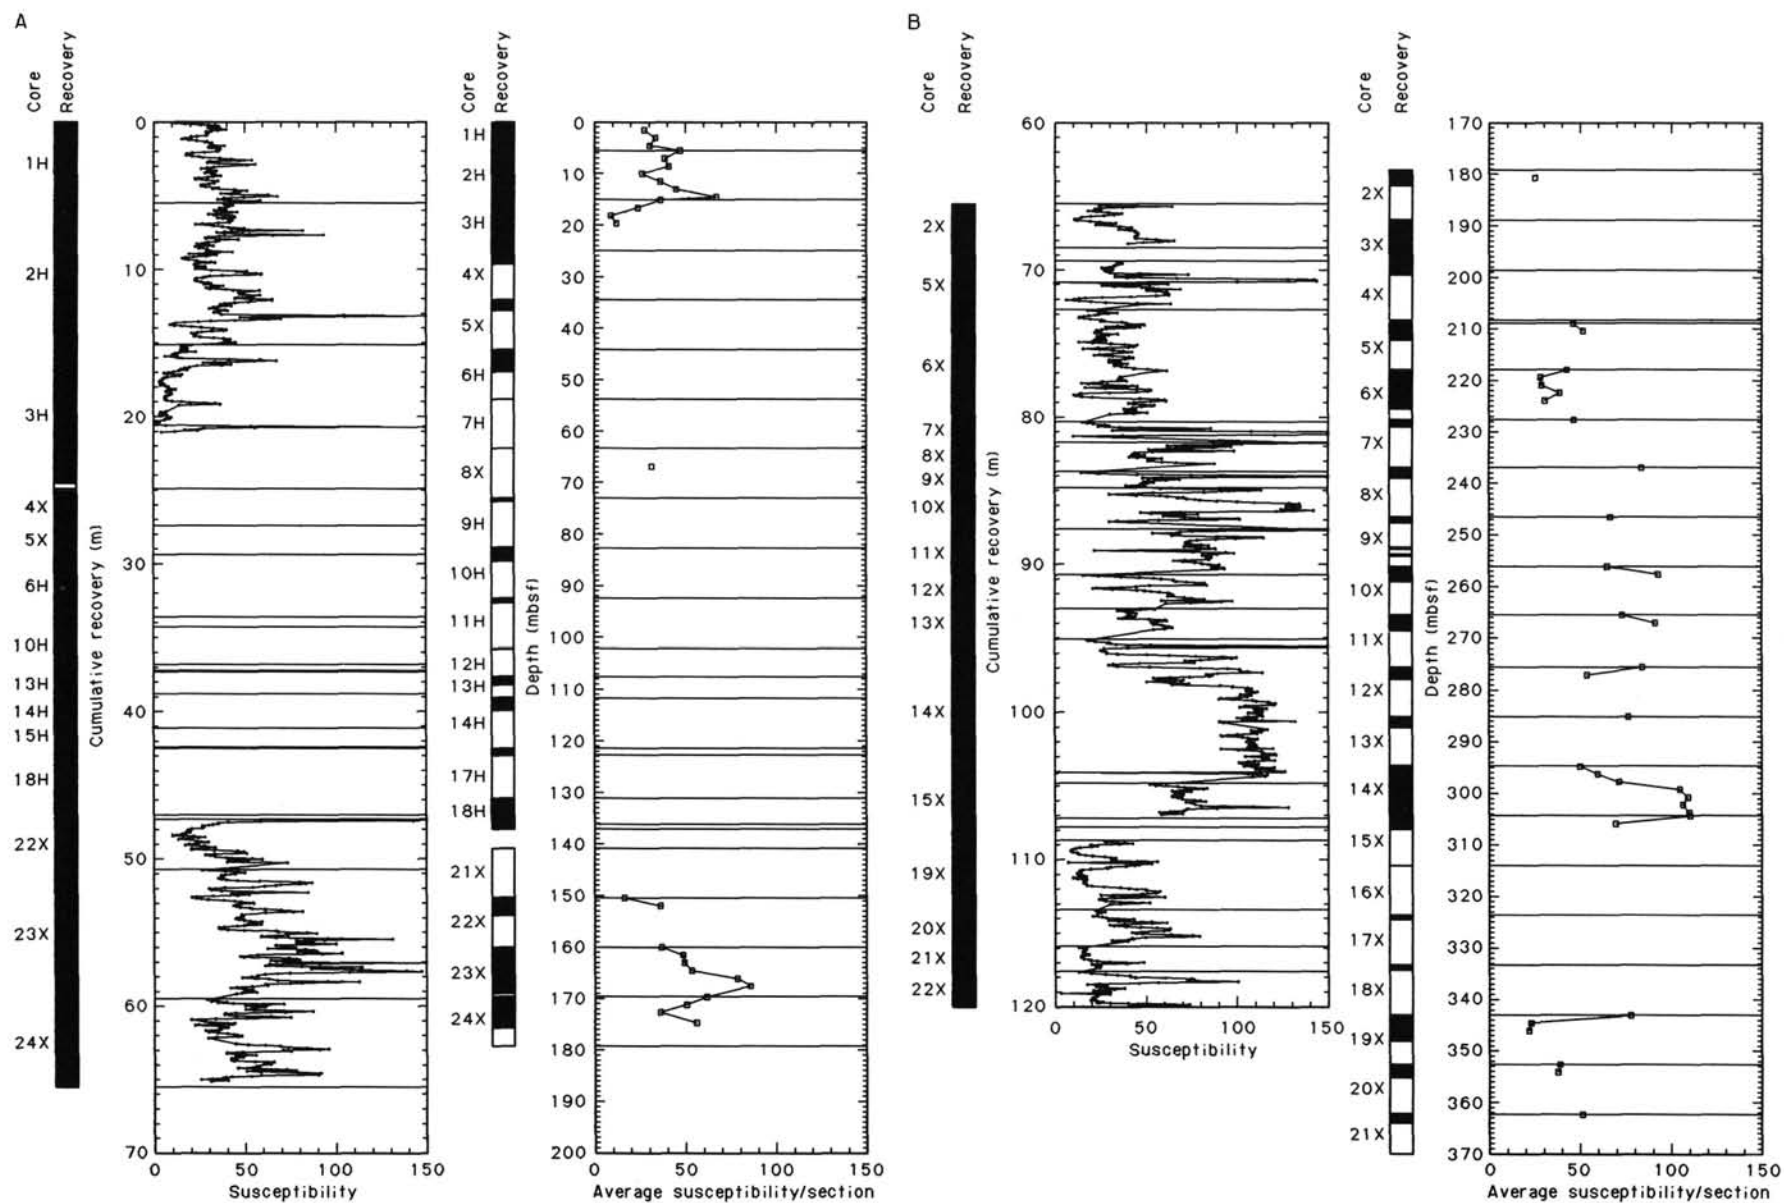 A
Core
Recovery
1H
2H
3H
4X
5X
6H
10H
13H
14H
15H
18H
22X
23X
24X
Cumulative recovery (m)
0
10
20
30
40
50
60
70
0 50 100 150
Susceptibility
Core
Recovery
1H
2H
3H
4X
5X
6H
7H
8X
9H
10H
11H
12H
13H
14H
17H
18H
21X
22X
23X
24X
Depth (mbsf)
0
10
20
30
40
50
60
70
80
90
100
110
120
130
140
150
160
170
180
190
200
0 50 100 150
Average susceptibility/section
B
Core
Recovery
2X
5X
6X
7X
8X
9X
10X
11X
12X
13X
14X
15X
19X
20X
21X
22X
Cumulative recovery (m)
60
70
80
90
100
110
120
0 50 100 150
Susceptibility
Core
Recovery
2X
3X
4X
5X
6X
7X
8X
9X
10X
11X
12X
13X
14X
15X
16X
17X
18X
19X
20X
21X
Depth (mbsf)
170
180
190
200
210
220
230
240
250
260
270
280
290
300
310
320
330
340
350
360
370
0 50 100 150
Average susceptibility/section